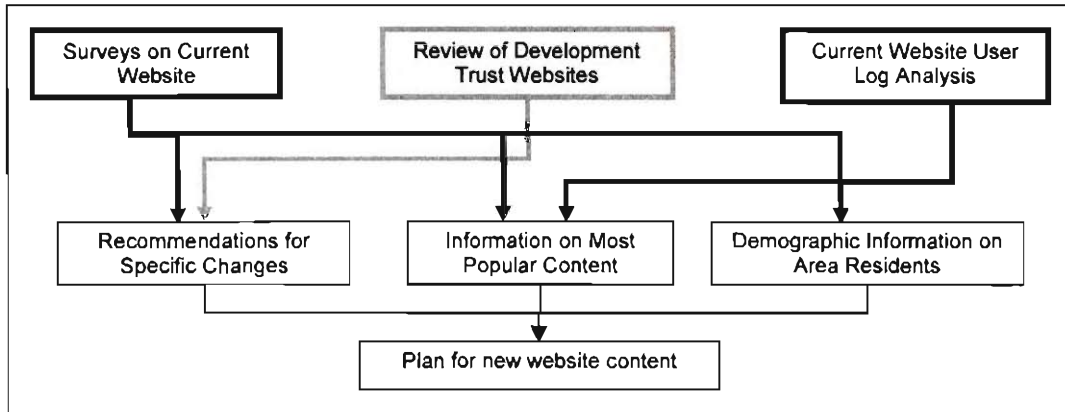 Surveys on Current
Website
Review of Development
Trust Websites
Current Website User
Log Analysis
Recommendations for
Specific Changes
Information on Most
Popular Content
Demographic Information on
Area Residents
Plan for new website content